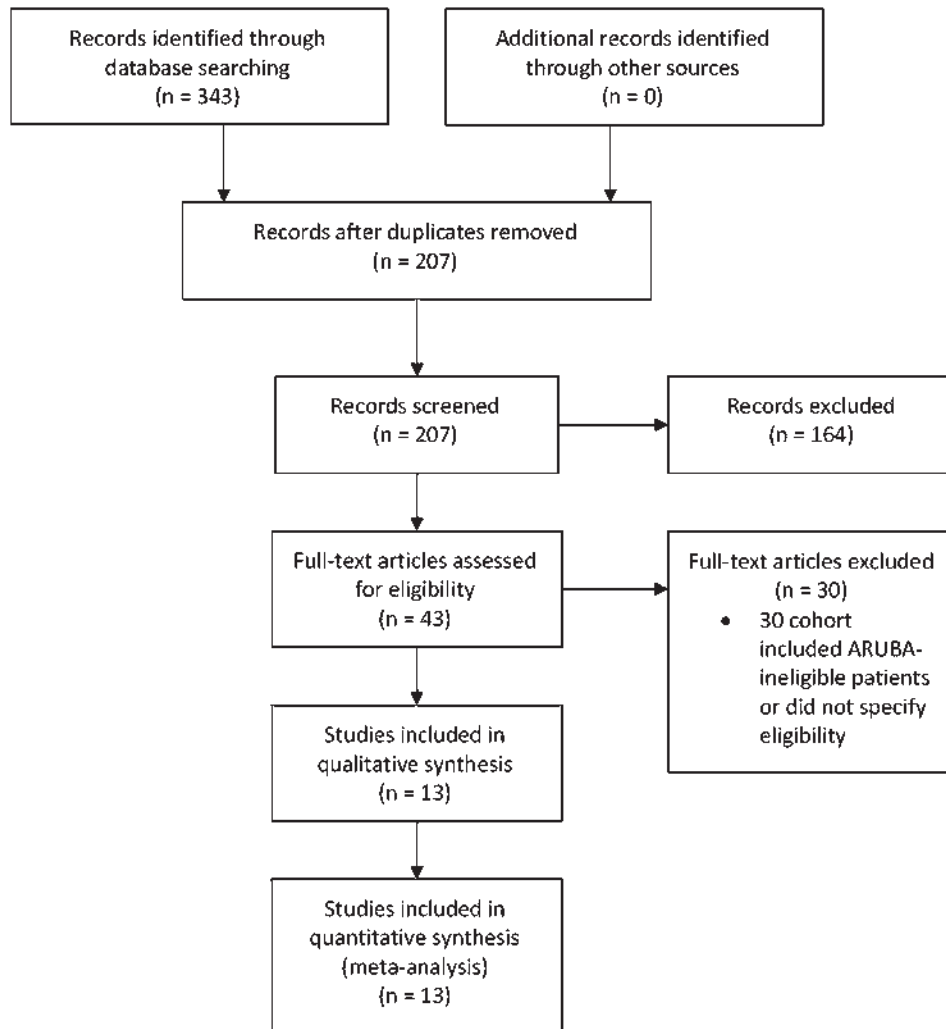 Records identified through
database searching
(n = 343)
Additional records identified
through other sources
(n = 0)
Records after duplicates removed
(n = 207)
Records screened
(n = 207)
Records excluded
(n = 164)
Full-text articles assessed
for eligibility
(n = 43)
Full-text articles excluded
(n = 30)
• 30 cohort
included ARUBA-
ineligible patients
or did not specify
eligibility
Studies included in
qualitative synthesis
(n = 13)
Studies included in
quantitative synthesis
(meta-analysis)
(n = 13)